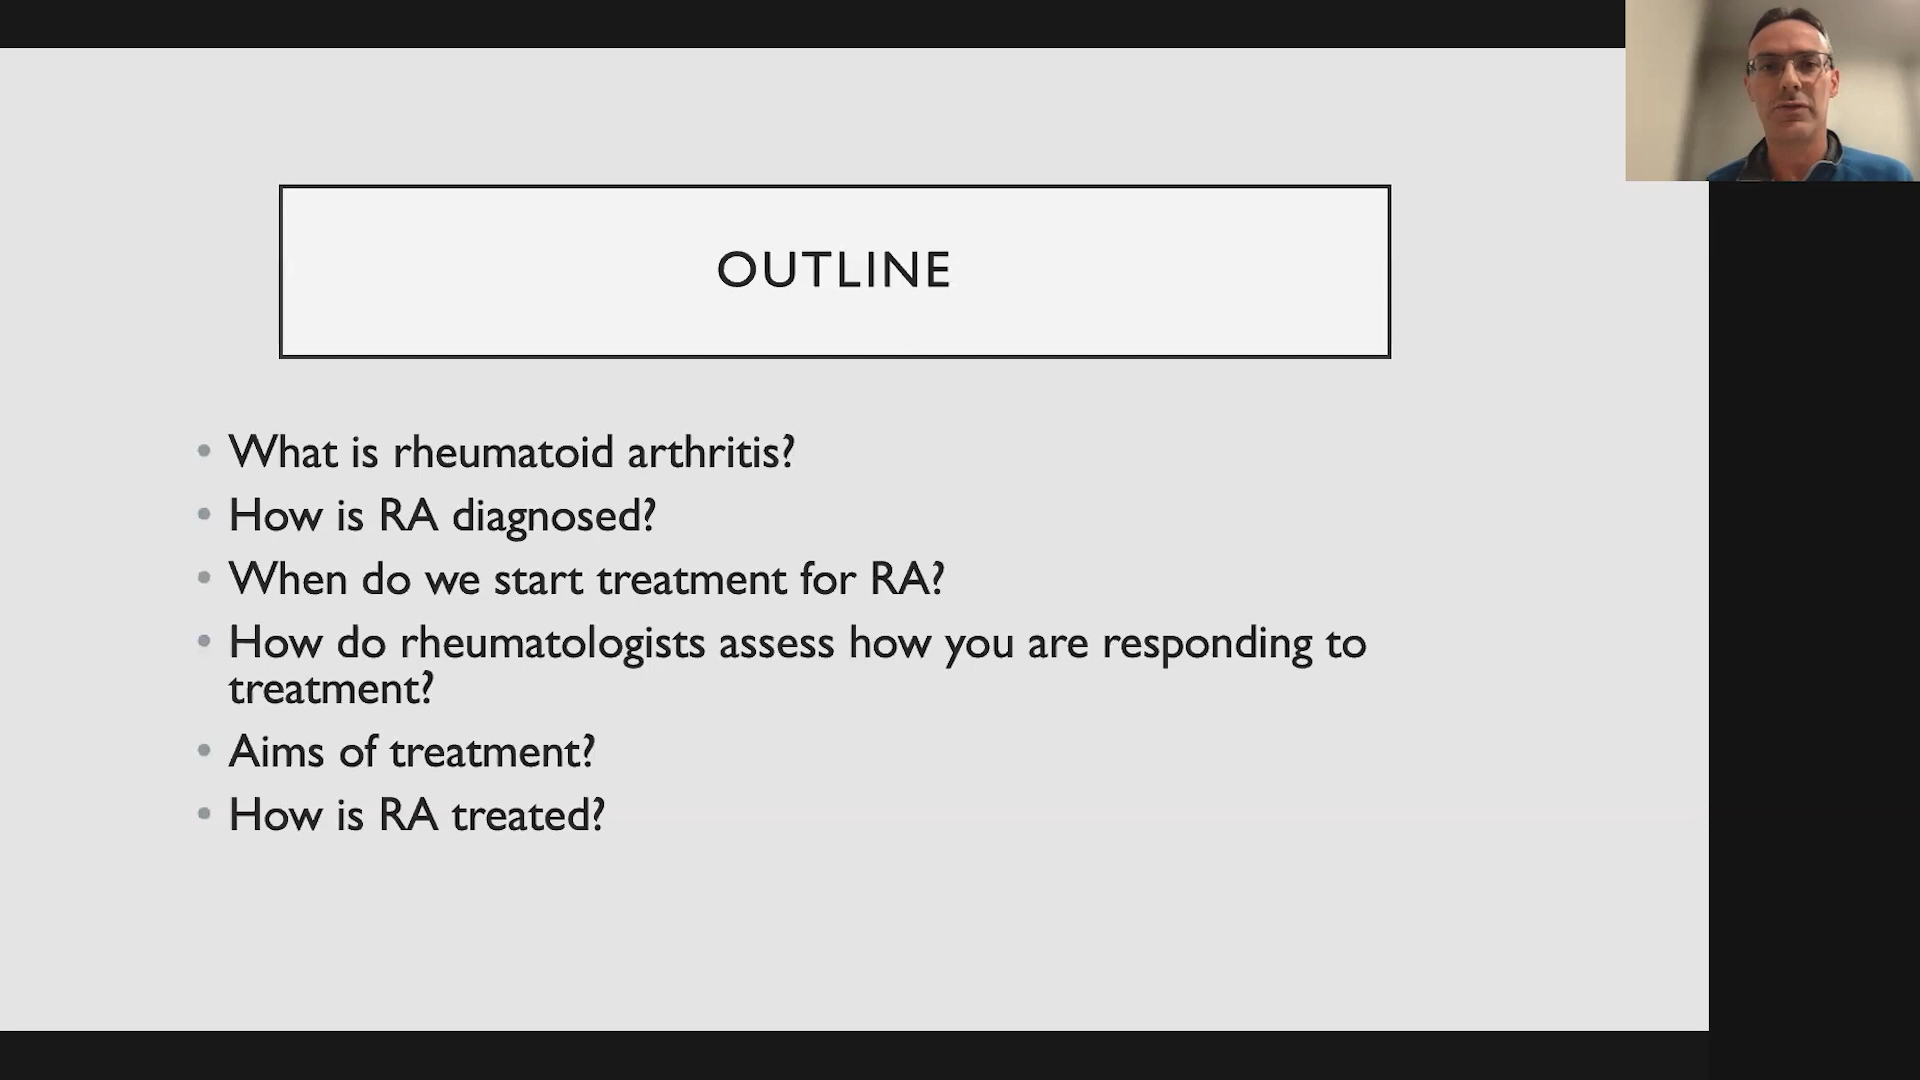 OUTLINE
• What is rheumatoid arthritis?
• How is RA diagnosed?
• When do we start treatment for RA?
• How do rheumatologists assess how you are responding to
treatment?
• Aims of treatment?
• How is RA treated?